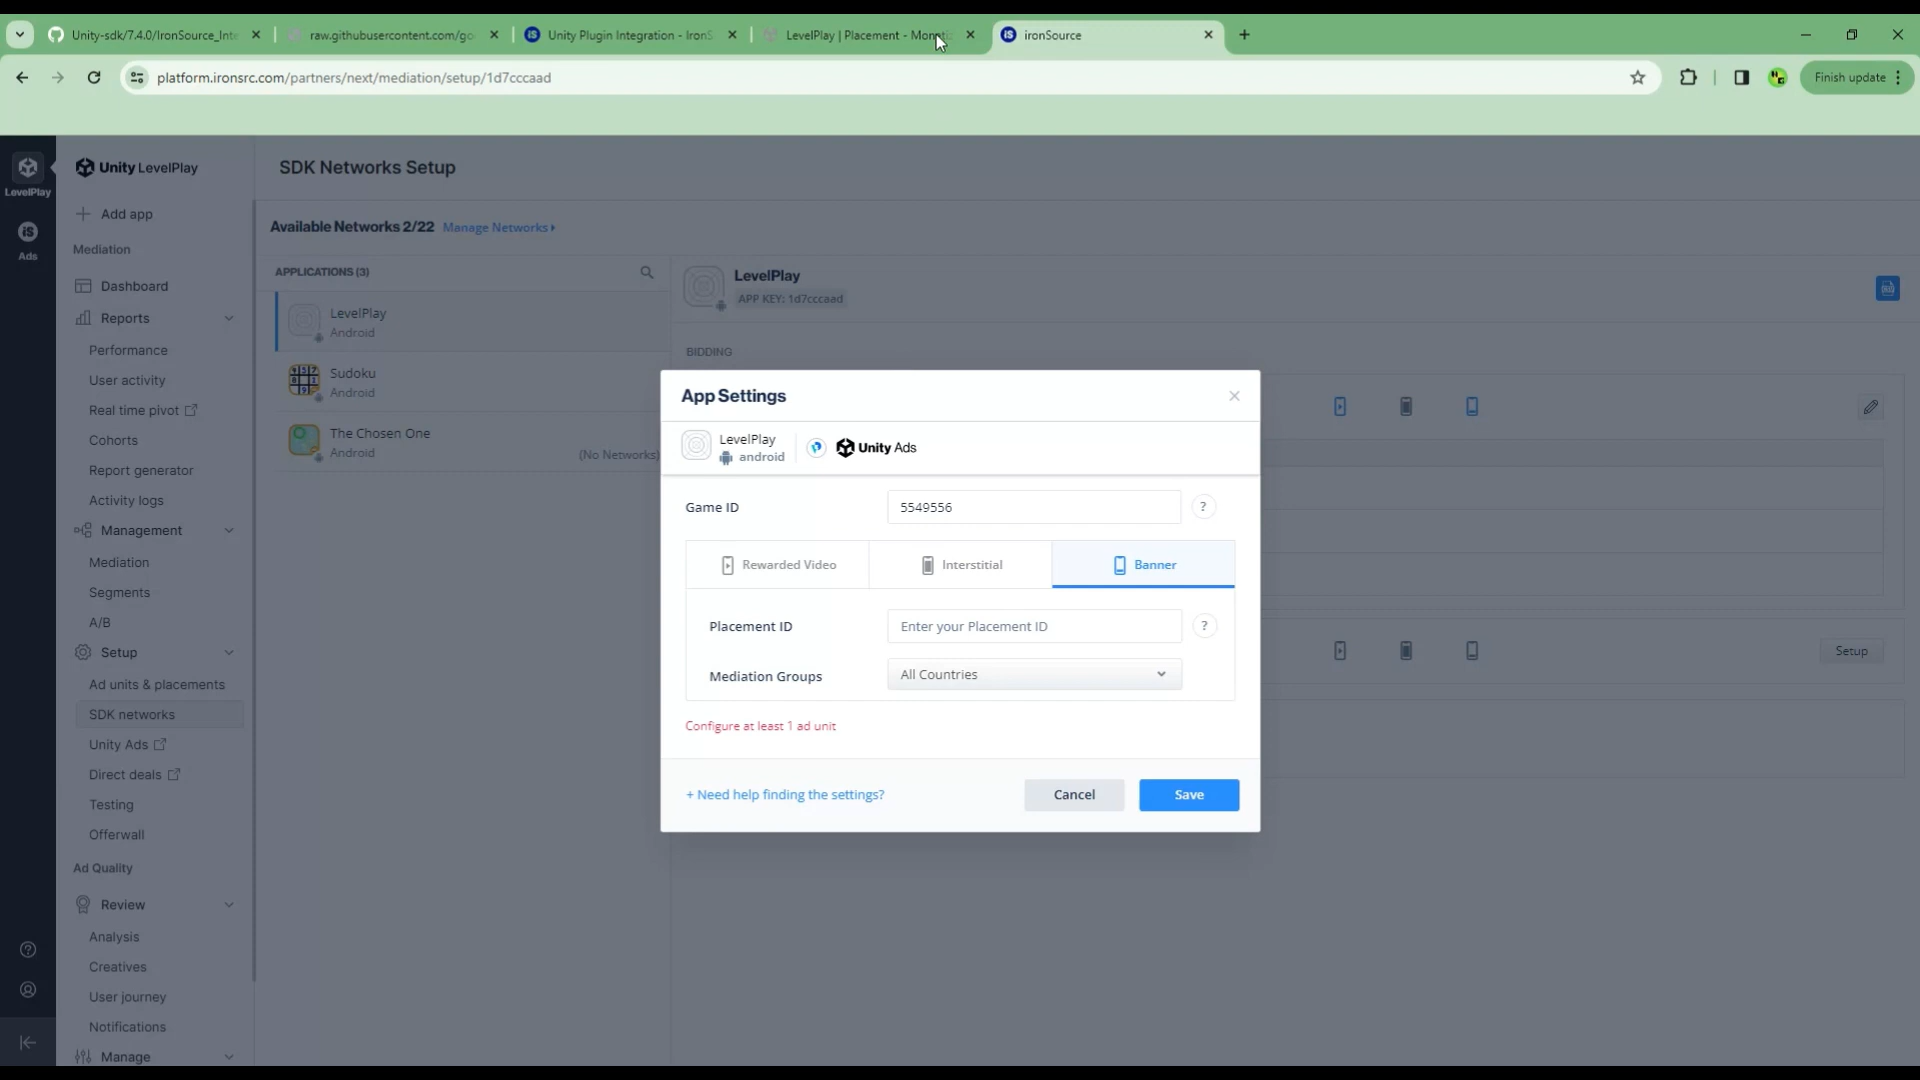 Unity-sdk/7.4.0/IronSource_Inte
raw.githubusercontent.com/go
Unity Plugin Integration - IronS
LevelPlay | Placement - Moneti
ironSource
platform.ironsrc.com/partners/next/mediation/setup/1d7cccaad
Finish update
LevelPlay
Ads
Unity LevelPlay
Add app
Mediation
Dashboard
Reports
Performance
User activity
Real time pivot
Cohorts
Report generator
Activity logs
Management
Mediation
Segments
A/B
Setup
Ad units & placements
SDK networks
Unity Ads
Direct deals
Testing
Offerwall
Ad Quality
Review
Analysis
Creatives
User journey
Notifications
Manage
SDK Networks Setup
Available Networks 2/22 Manage Networks
APPLICATIONS (3)
LevelPlay
Android
Sudoku
Android
The Chosen One
Android
(No Networks)
LevelPlay
APP KEY: 1d7cccaad
BIDDING
Setup
App Settings
LevelPlay
android
Unity Ads
Game ID
5549556
?
Rewarded Video
Interstitial
Banner
Placement ID
Enter your Placement ID
?
Mediation Groups
All Countries
Configure at least 1 ad unit
+ Need help finding the settings?
Cancel
Save